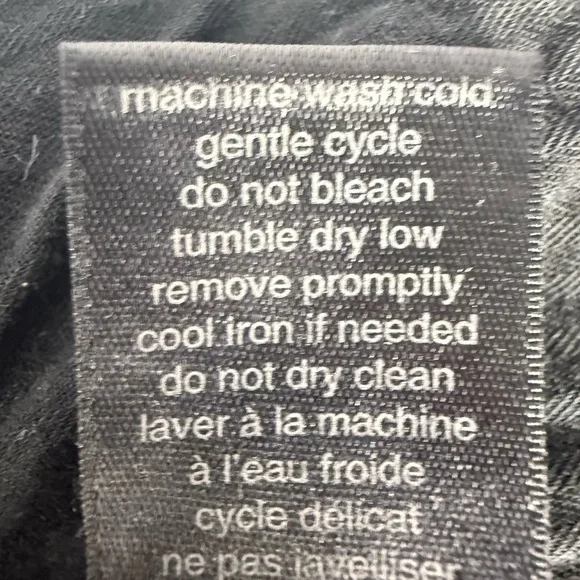 machine wash cold
gentle cycle
do not bleach
tumble dry low
remove promptly
cool iron if needed
do not dry clean
laver à la machine
à l'eau froide
cycle délicat
ne pas javelliser